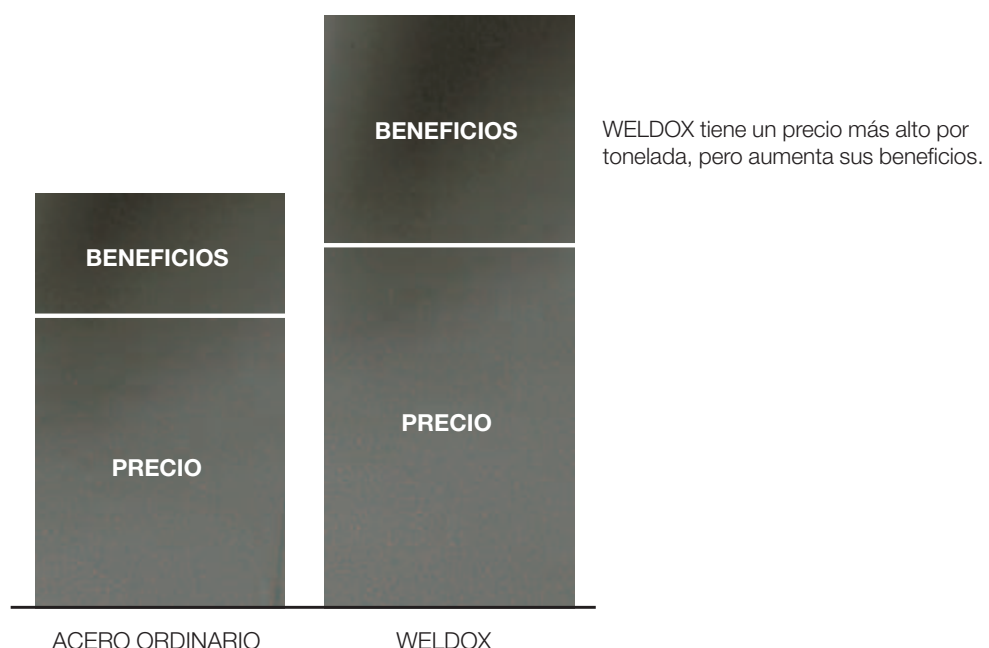 BENEFICIOS
WELDOX tiene un precio más alto por
tonelada, pero aumenta sus beneficios.
BENEFICIOS
PRECIO
PRECIO
ACERO ORDINARIO
WELDOX